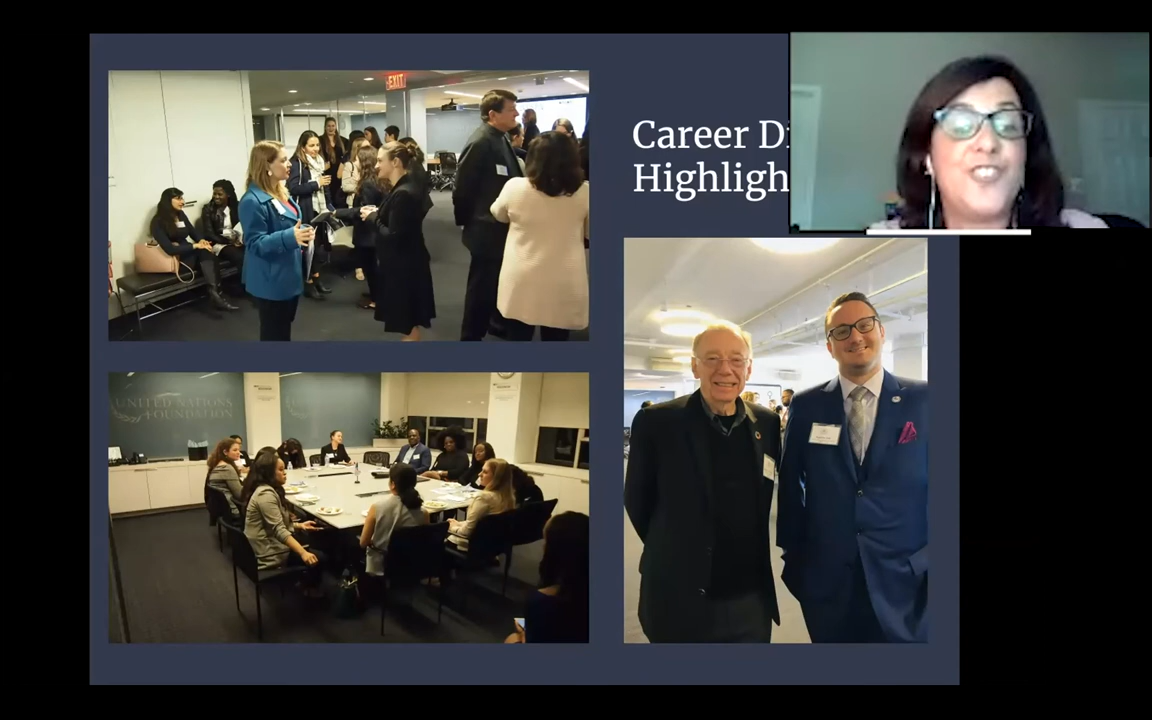 EXIT
Career Di
Highligh
UNITED NATIONS
FOUNDATION